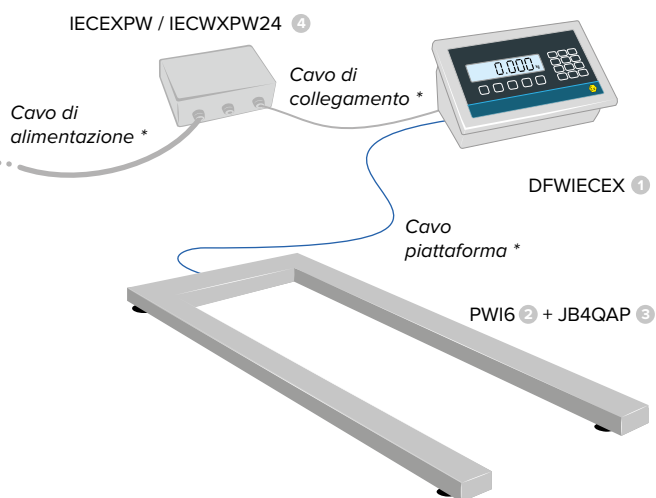 IECEXPW / IECWXPW24 4
Cavo di
collegamento *
Cavo di
alimentazione *
0.000
DFWIECEX 1
Cavo
piattaforma *
PWI6 2 + JB4QAP 3